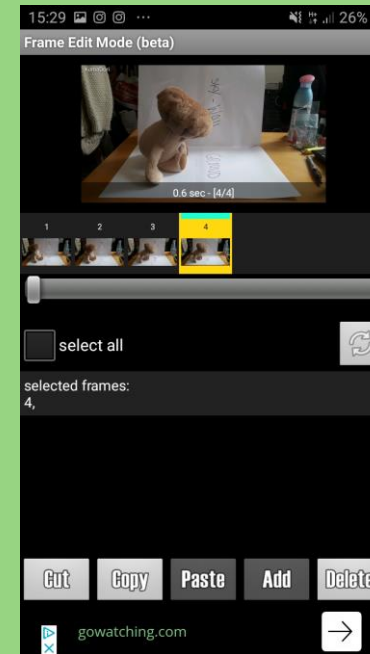 15:29 26%
Frame Edit Mode (beta)
0.6 sec - [4/4]
1 2 3 4
select all
selected frames:
4,
Cut Copy Paste Add Delete
gowatching.com